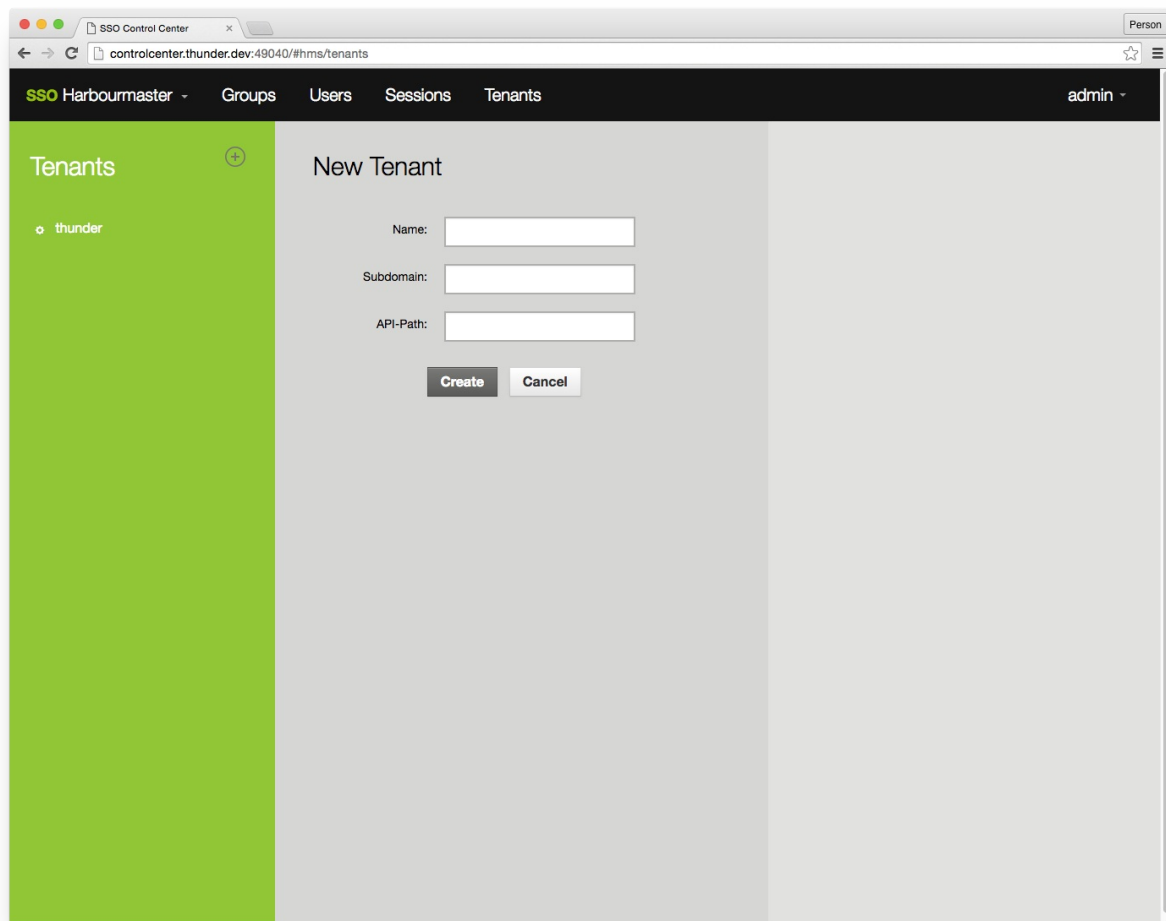 SSO Control Center
Person
controlcenter.thunder.dev:49040/#hms/tenants
SSO Harbourmaster Groups Users Sessions Tenants admin
Tenants
thunder
New Tenant
Name:
Subdomain:
API-Path:
Create Cancel